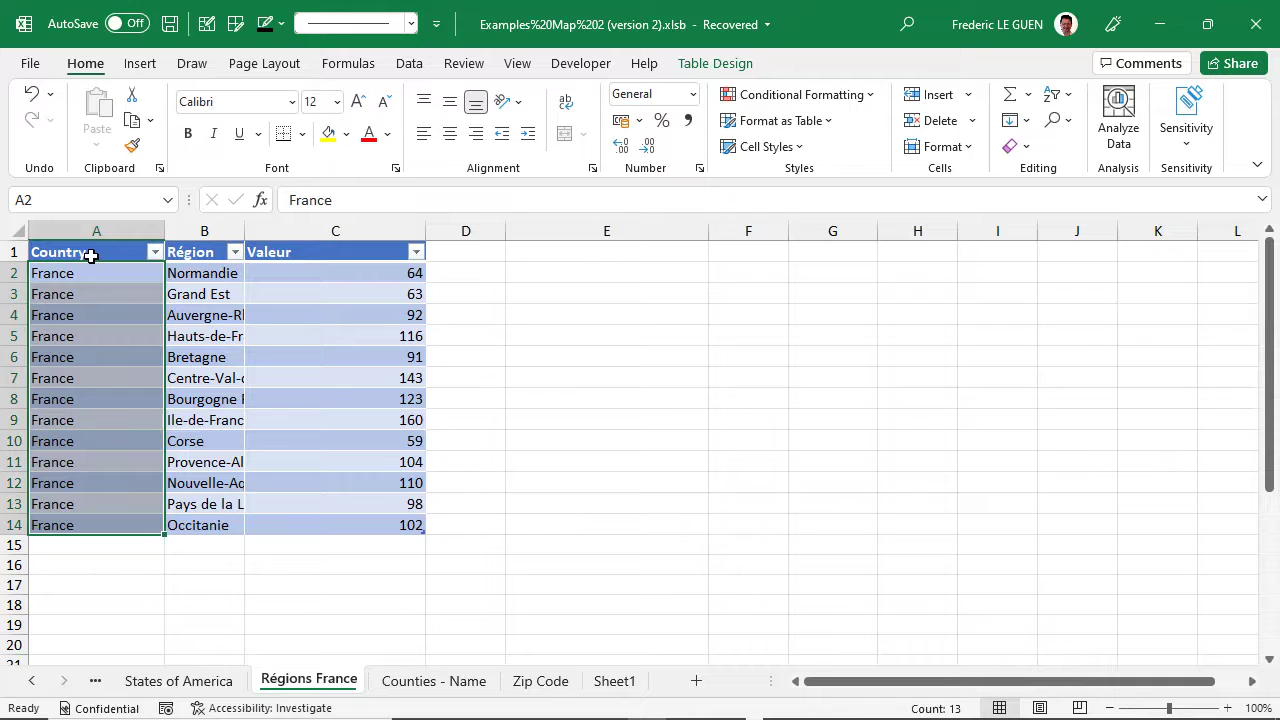 AutoSave Off Examples%20Map%202 (version 2).xlsb - Recovered Frederic LE GUEN
File Home Insert Draw Page Layout Formulas Data Review View Developer Help Table Design Comments Share
Calibri 12 General Conditional Formatting Insert
Paste B I U Format as Table Delete Analyze Data Sensitivity
Cell Styles Format
Undo Clipboard Font Alignment Number Styles Cells Editing Analysis Sensitivity
A2 fx France
A B C D E F G H I J K L
1 Country Région Valeur
2 France Normandie 64
3 France Grand Est 63
4 France Auvergne-Rl 92
5 France Hauts-de-Fr 116
6 France Bretagne 91
7 France Centre-Val- 143
8 France Bourgogne 123
9 France Ile-de-Franc 160
10 France Corse 59
11 France Provence-Al 104
12 France Nouvelle-Aq 110
13 France Pays de la L 98
14 France Occitanie 102
15
16
17
18
19
20
21
States of America Régions France Counties - Name Zip Code Sheet1
Ready Confidential Accessibility: Investigate Count: 13 100%